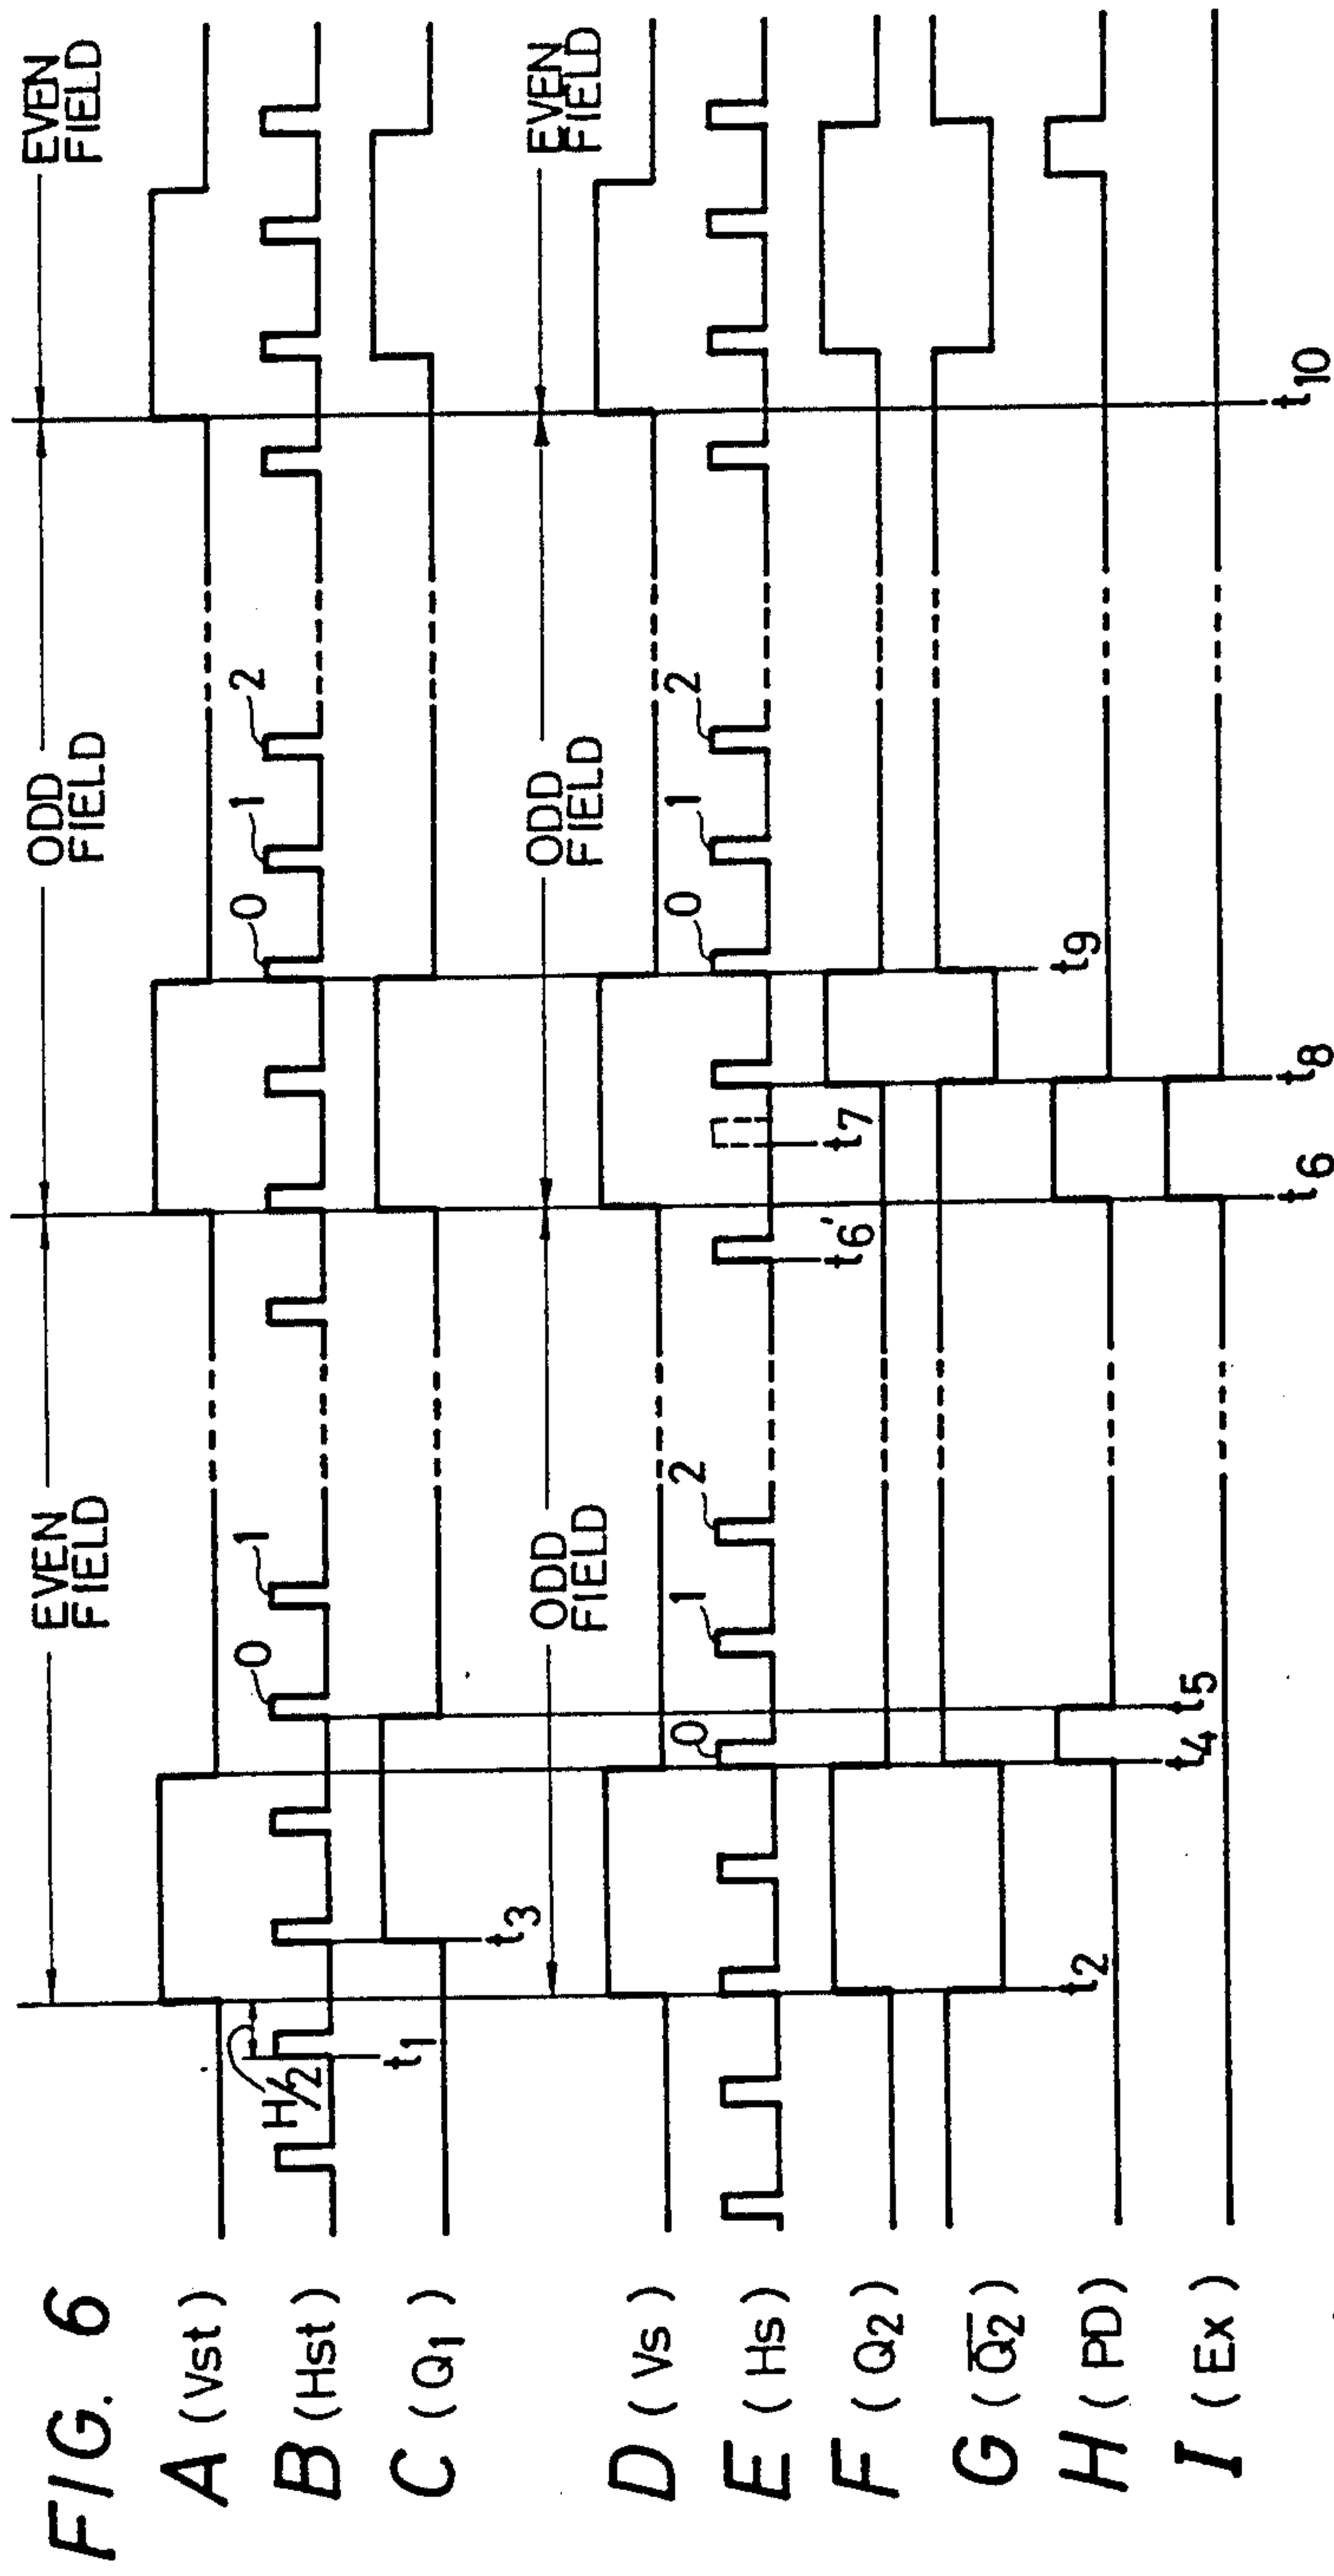 FIG. 6
EVEN FIELD
ODD FIELD
EVEN FIELD
A (Vst)
H/2
0
1
0
1
2
B (Hst)
t1
C (Q1)
t3
ODD FIELD
ODD FIELD
EVEN FIELD
D (Vs)
0
1
2
0
1
2
E (Hs)
t6'
t7
F (Q2)
G (Q̅2)
t2
t9
H (PD)
t4
t5
I (Ex)
t6
t8
t10